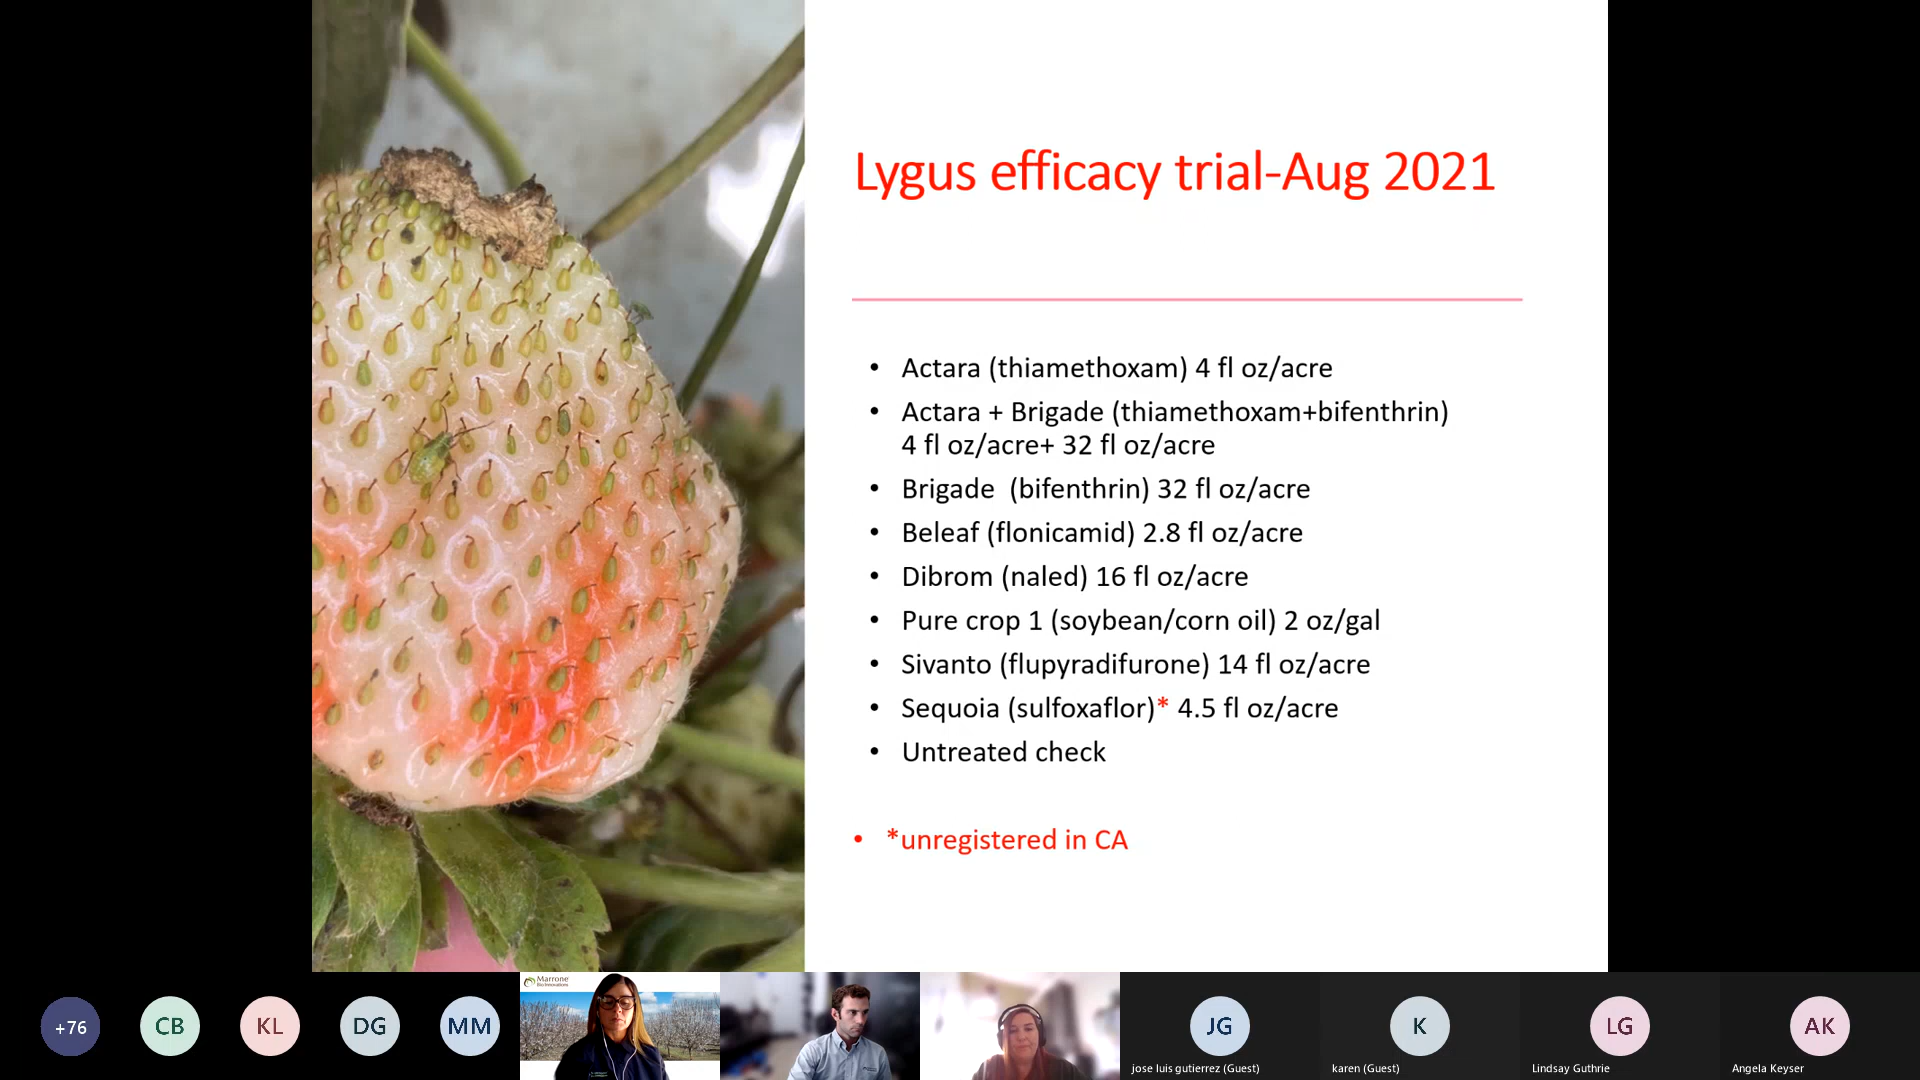 Lygus efficacy trial-Aug 2021
• Actara (thiamethoxam) 4 fl oz/acre
• Actara + Brigade (thiamethoxam+bifenthrin)
4 fl oz/acre+ 32 fl oz/acre
• Brigade (bifenthrin) 32 fl oz/acre
• Beleaf (flonicamid) 2.8 fl oz/acre
• Dibrom (naled) 16 fl oz/acre
• Pure crop 1 (soybean/corn oil) 2 oz/gal
• Sivanto (flupyradifurone) 14 fl oz/acre
• Sequoia (sulfoxaflor)* 4.5 fl oz/acre
• Untreated check
• *unregistered in CA
+76
CB
KL
DG
MM
Marrone
Bio Innovations
JG
jose luis gutierrez (Guest)
K
karen (Guest)
LG
Lindsay Guthrie
AK
Angela Keyser